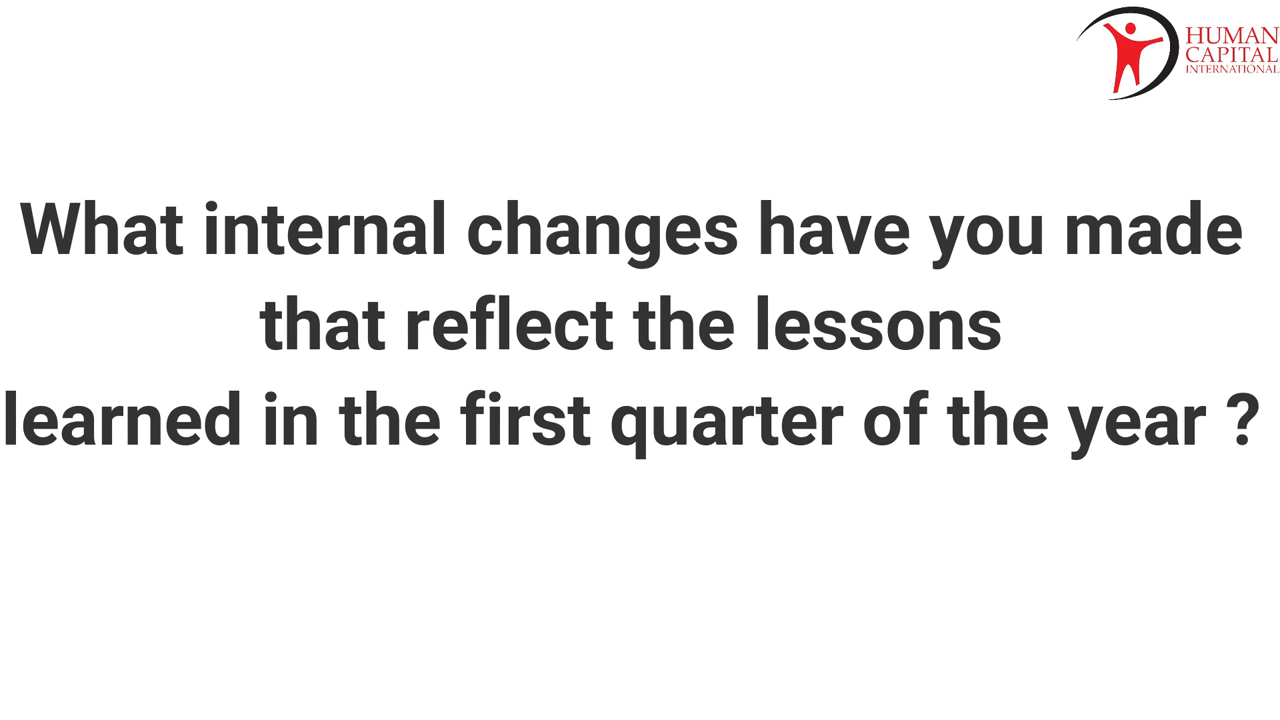 HUMAN
CAPITAL
INTERNATIONAL
What internal changes have you made
that reflect the lessons
learned in the first quarter of the year ?